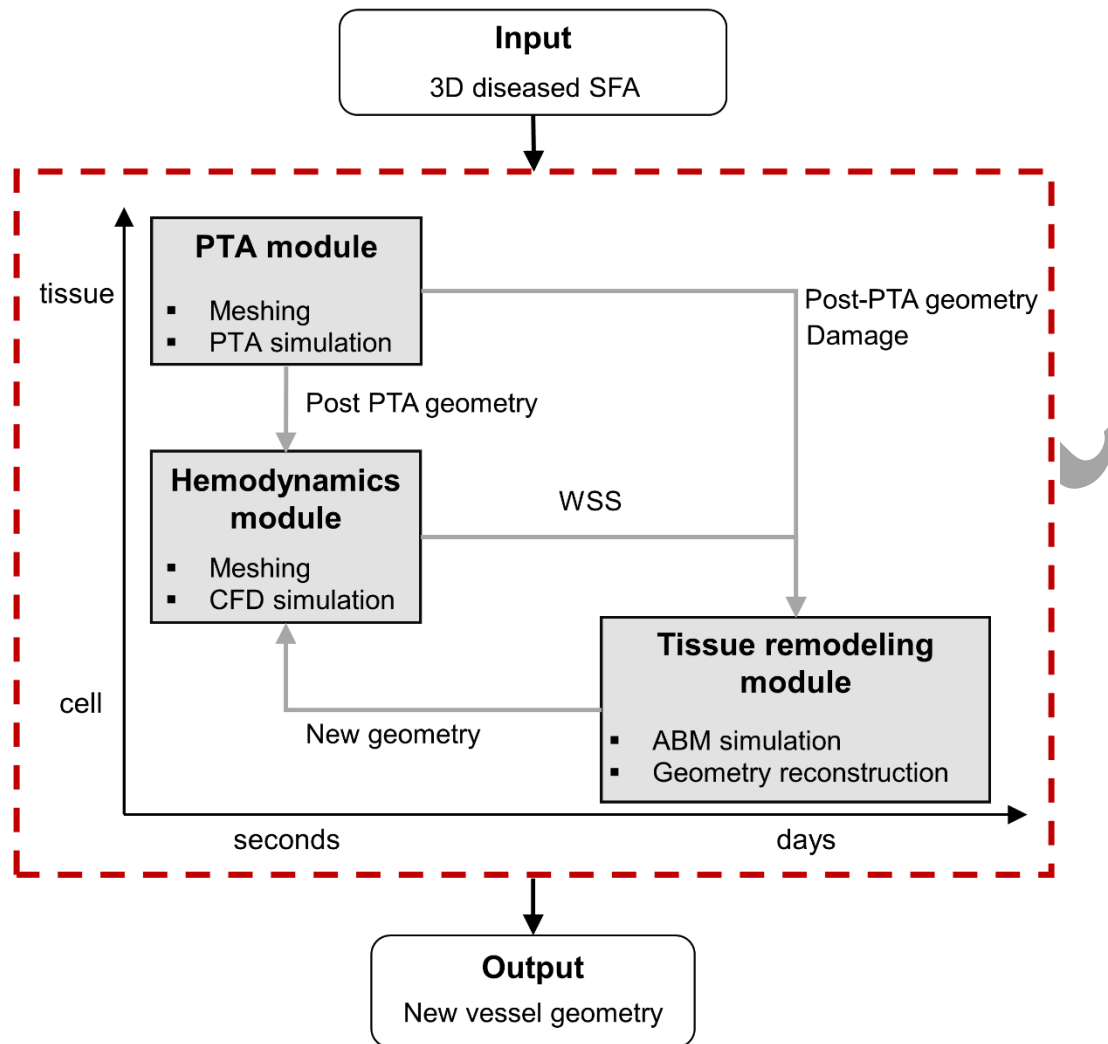 Input
3D diseased SFA
PTA module
▪ Meshing
▪ PTA simulation
tissue
Post-PTA geometry
Damage
Post PTA geometry
Hemodynamics
module
▪ Meshing
▪ CFD simulation
WSS
Tissue remodeling
module
▪ ABM simulation
▪ Geometry reconstruction
cell
New geometry
seconds
days
Output
New vessel geometry